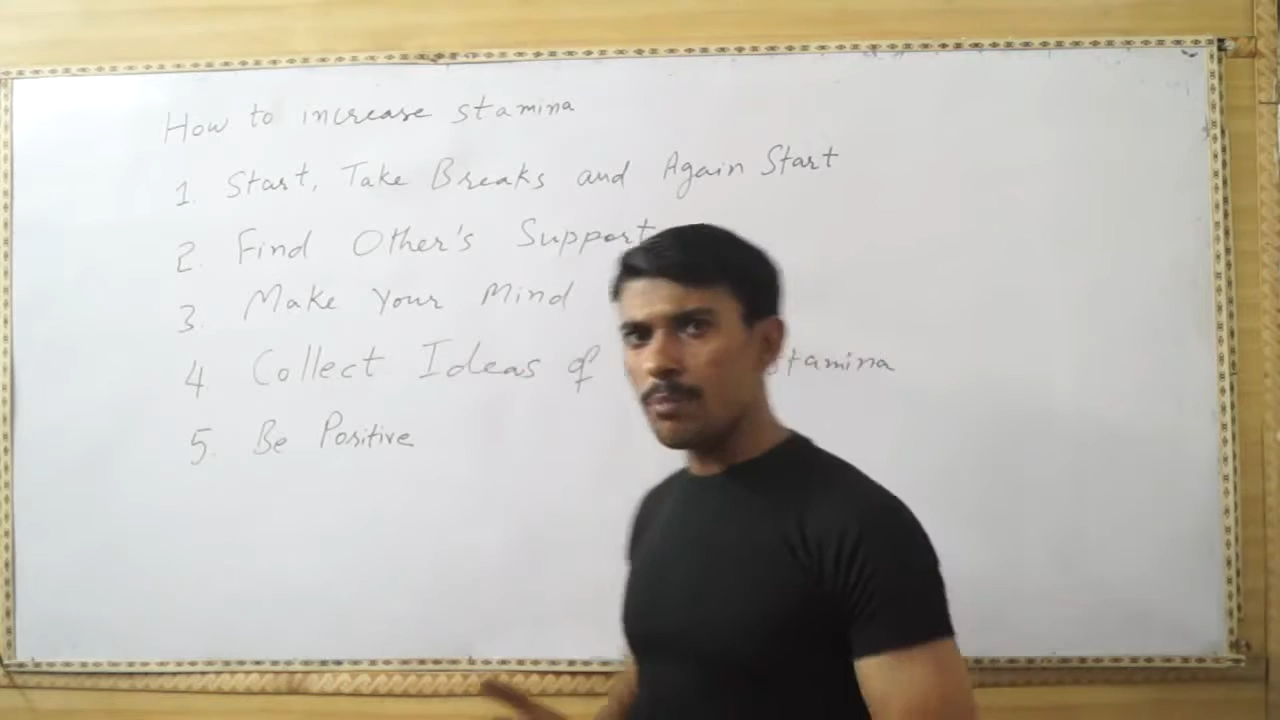 How to increase stamina
1. Start, Take Breaks and Again Start
2. Find Other's Support
3. Make Your Mind
4 Collect Ideas of stamina
5. Be Positive